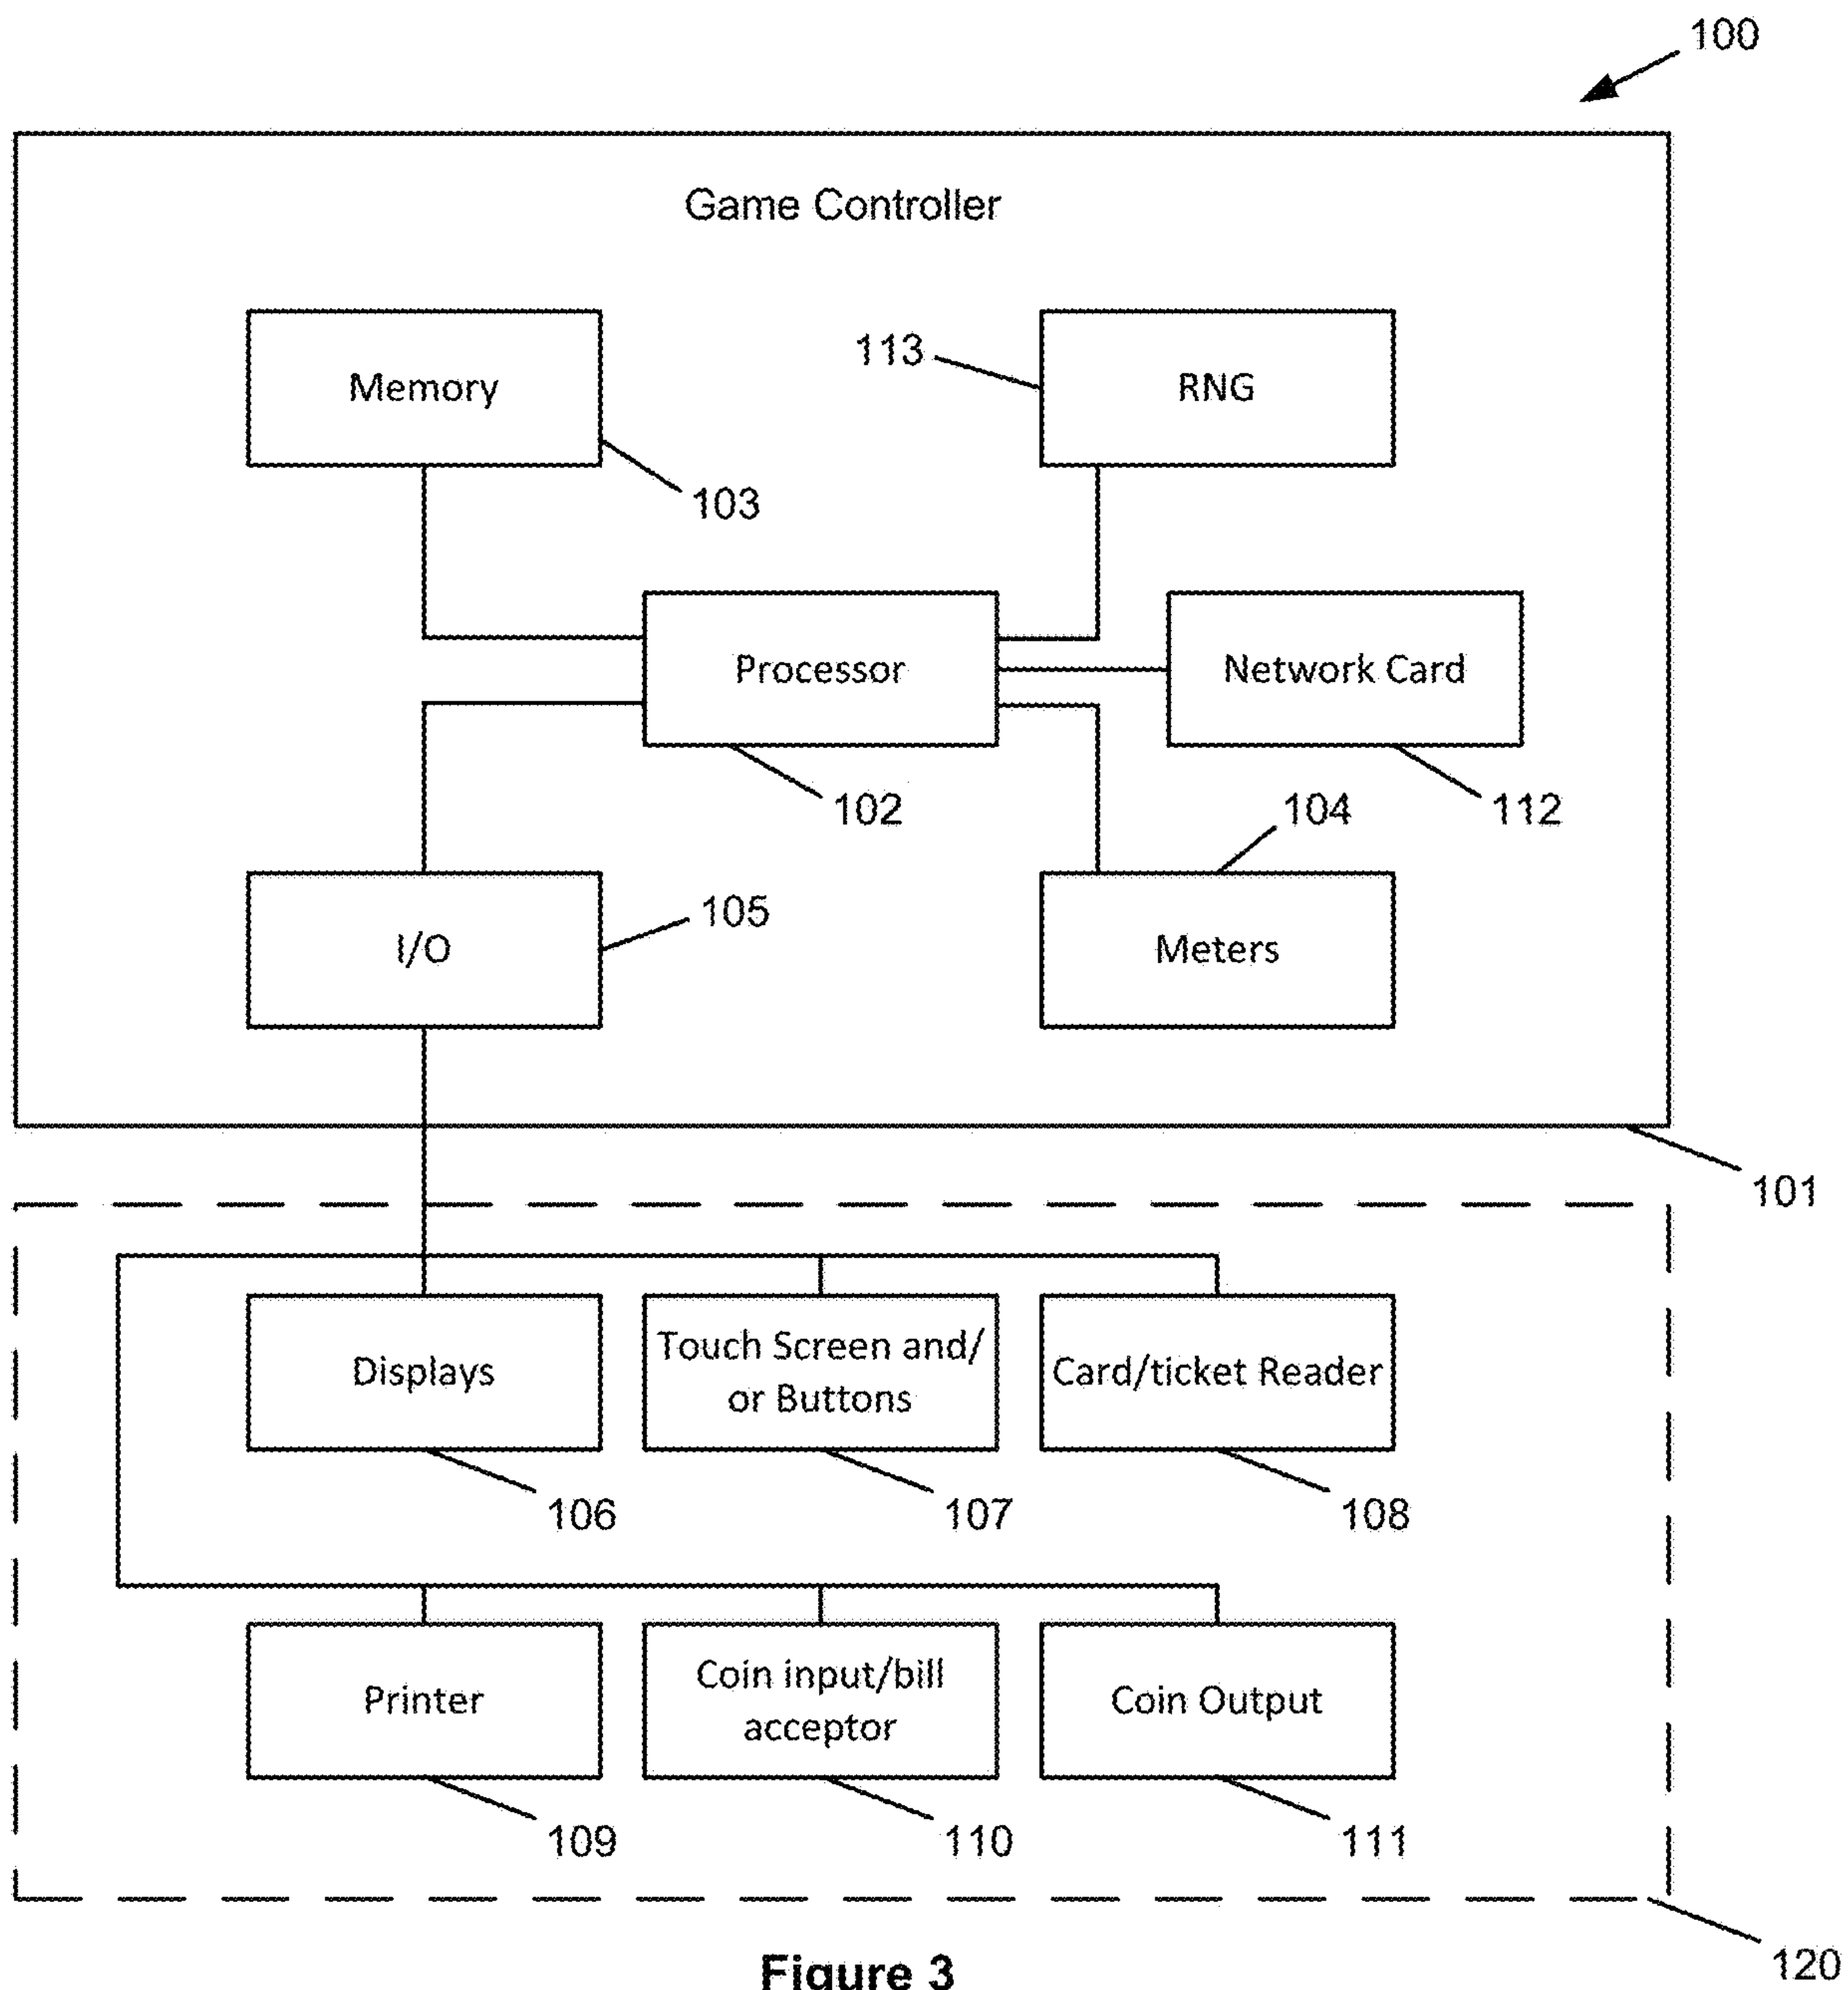 100
Game Controller
Memory
113
RNG
103
Processor
Network Card
102
104
112
I/O
105
Meters
101
Displays
Touch Screen and/
or Buttons
Card/ticket Reader
106
107
108
Printer
Coin input/bill
acceptor
Coin Output
109
110
111
120
Figure 3